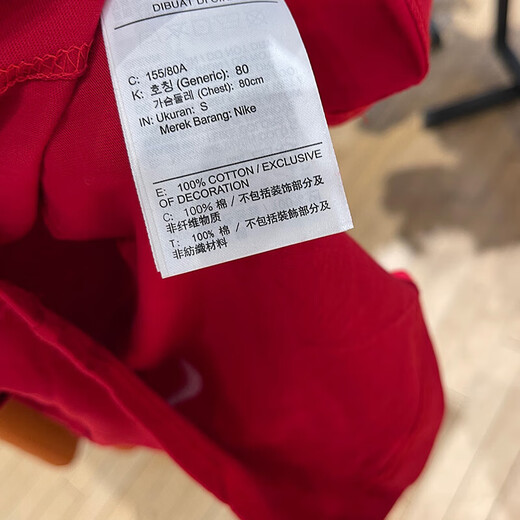 C: 155/80A
K: 호칭 (Generic): 80
가슴둘레 (Chest): 80cm
IN: Ukuran: S
Merek Barang: Nike
E: 100% COTTON / EXCLUSIVE
OF DECORATION
C: 100% 棉 / 不包括装饰部分及
非纤维物质
T: 100% 棉 / 不包括裝飾部分及
非紡織材料